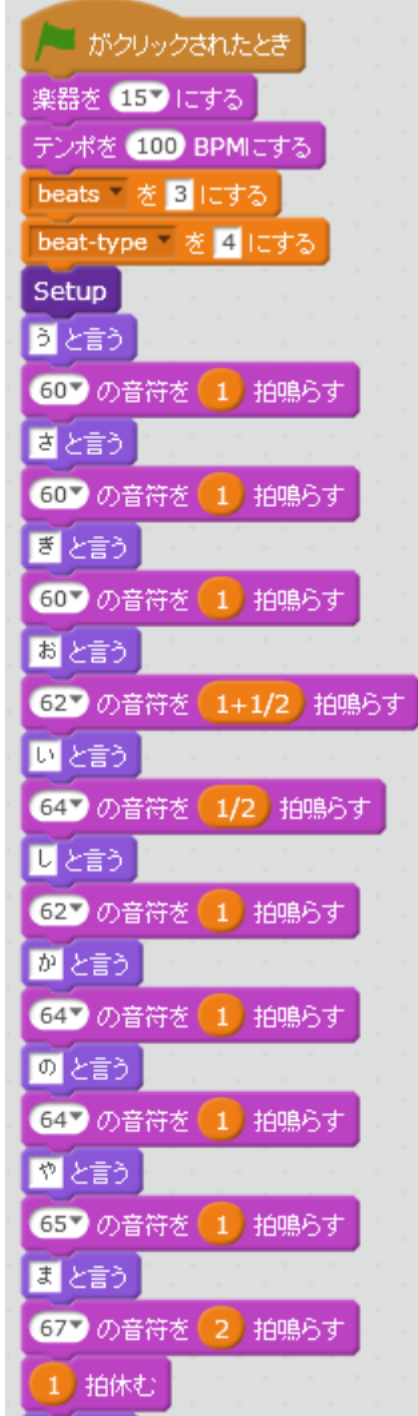 がクリックされたとき
楽器を 15▼ にする
テンポを 100 BPMにする
beats ▼ を 3 にする
beat-type ▼ を 4 にする
Setup
う と言う
60▼ の音符を 1 拍鳴らす
さ と言う
60▼ の音符を 1 拍鳴らす
ぎ と言う
60▼ の音符を 1 拍鳴らす
お と言う
62▼ の音符を 1+1/2 拍鳴らす
い と言う
64▼ の音符を 1/2 拍鳴らす
し と言う
62▼ の音符を 1 拍鳴らす
か と言う
64▼ の音符を 1 拍鳴らす
の と言う
64▼ の音符を 1 拍鳴らす
や と言う
65▼ の音符を 1 拍鳴らす
ま と言う
67▼ の音符を 2 拍鳴らす
1 拍休む